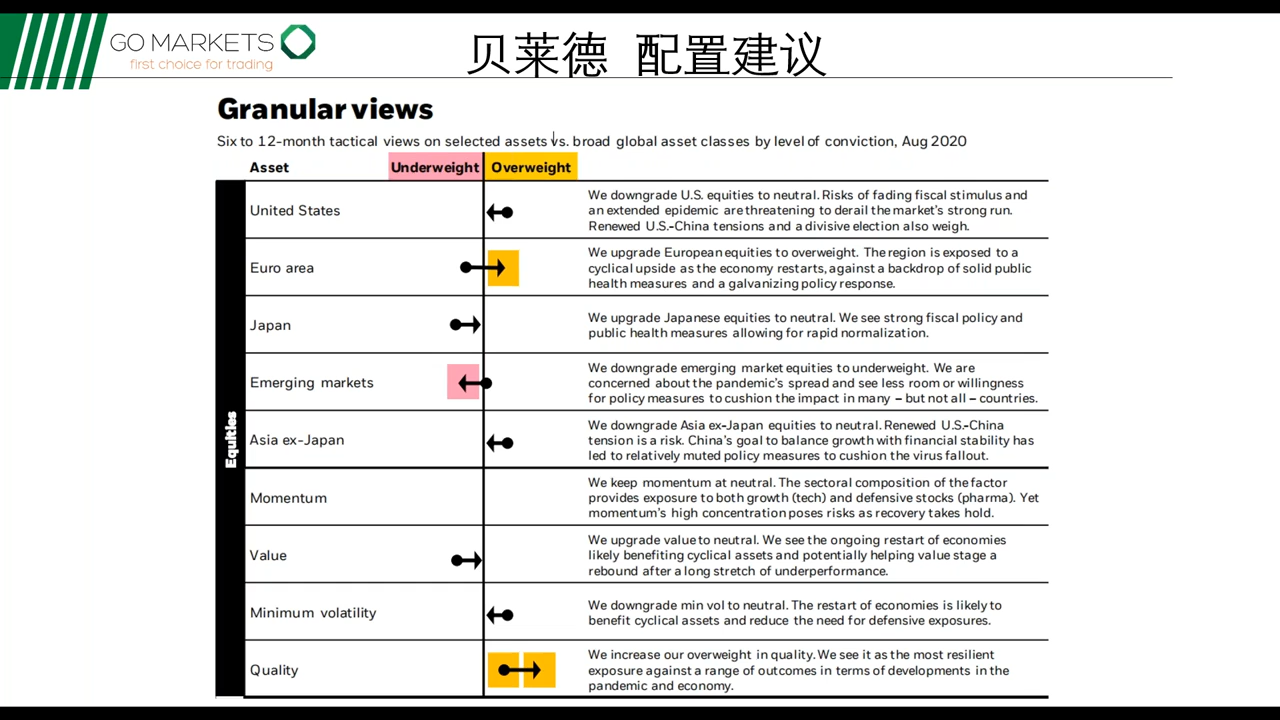 GO MARKETS
first choice for trading
贝莱德 配置建议
Granular views
Six to 12-month tactical views on selected assets vs. broad global asset classes by level of conviction, Aug 2020
Asset Underweight Overweight
Equities
United States
We downgrade U.S. equities to neutral. Risks of fading fiscal stimulus and
an extended epidemic are threatening to derail the market's strong run.
Renewed U.S.-China tensions and a divisive election also weigh.
Euro area
We upgrade European equities to overweight. The region is exposed to a
cyclical upside as the economy restarts, against a backdrop of solid public
health measures and a galvanizing policy response.
Japan
We upgrade Japanese equities to neutral. We see strong fiscal policy and
public health measures allowing for rapid normalization.
Emerging markets
We downgrade emerging market equities to underweight. We are
concerned about the pandemic's spread and see less room or willingness
for policy measures to cushion the impact in many – but not all – countries.
Asia ex-Japan
We downgrade Asia ex-Japan equities to neutral. Renewed U.S.-China
tension is a risk. China's goal to balance growth with financial stability has
led to relatively muted policy measures to cushion the virus fallout.
Momentum
We keep momentum at neutral. The sectoral composition of the factor
provides exposure to both growth (tech) and defensive stocks (pharma). Yet
momentum's high concentration poses risks as recovery takes hold.
Value
We upgrade value to neutral. We see the ongoing restart of economies
likely benefiting cyclical assets and potentially helping value stage a
rebound after a long stretch of underperformance.
Minimum volatility
We downgrade min vol to neutral. The restart of economies is likely to
benefit cyclical assets and reduce the need for defensive exposures.
Quality
We increase our overweight in quality. We see it as the most resilient
exposure against a range of outcomes in terms of developments in the
pandemic and economy.